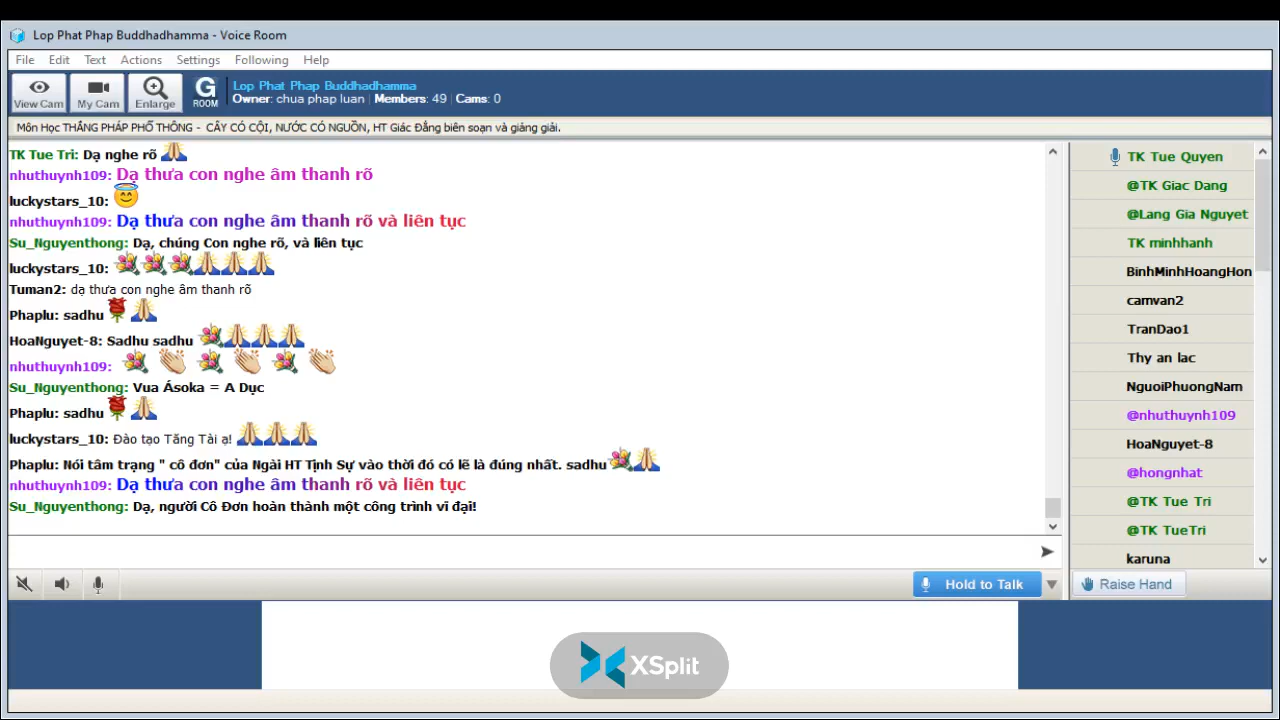 Lop Phat Phap Buddhadhamma - Voice Room
File Edit Text Actions Settings Following Help
View Cam My Cam Enlarge G ROOM
Lop Phat Phap Buddhadhamma
Owner: chua phap luan | Members: 49 | Cams: 0
Môn Học THẮNG PHÁP PHỔ THÔNG - CÂY CÓ CỘI, NƯỚC CÓ NGUỒN, HT Giác Đẳng biên soạn và giảng giải.
TK Tue Tri: Dạ nghe rõ 🙏
nhuthuynh109: Dạ thưa con nghe âm thanh rõ
luckystars_10: 😇
nhuthuynh109: Dạ thưa con nghe âm thanh rõ và liên tục
Su_Nguyenthong: Dạ, chúng Con nghe rõ, và liên tục
luckystars_10: 💐💐💐🙏🙏🙏
Tuman2: dạ thưa con nghe âm thanh rõ
Phaplu: sadhu 🌹🙏
HoaNguyet-8: Sadhu sadhu 💐🙏🙏🙏
nhuthuynh109: 💐 👏 💐 👏 💐 👏
Su_Nguyenthong: Vua Ásoka = A Dục
Phaplu: sadhu 🌹🙏
luckystars_10: Đào tạo Tăng Tài ạ! 🙏🙏🙏
Phaplu: Nói tâm trạng " cô đơn" của Ngài HT Tịnh Sự vào thời đó có lẽ là đúng nhất. sadhu 💐🙏
nhuthuynh109: Dạ thưa con nghe âm thanh rõ và liên tục
Su_Nguyenthong: Dạ, người Cô Đơn hoàn thành một công trình vĩ đại!
TK Tue Quyen
@TK Giac Dang
@Lang Gia Nguyet
TK minhhanh
BinhMinhHoangHon
camvan2
TranDao1
Thy an lac
NguoiPhuongNam
@nhuthuynh109
HoaNguyet-8
@hongnhat
@TK Tue Tri
@TK TueTri
karuna
Hold to Talk
Raise Hand
XSplit